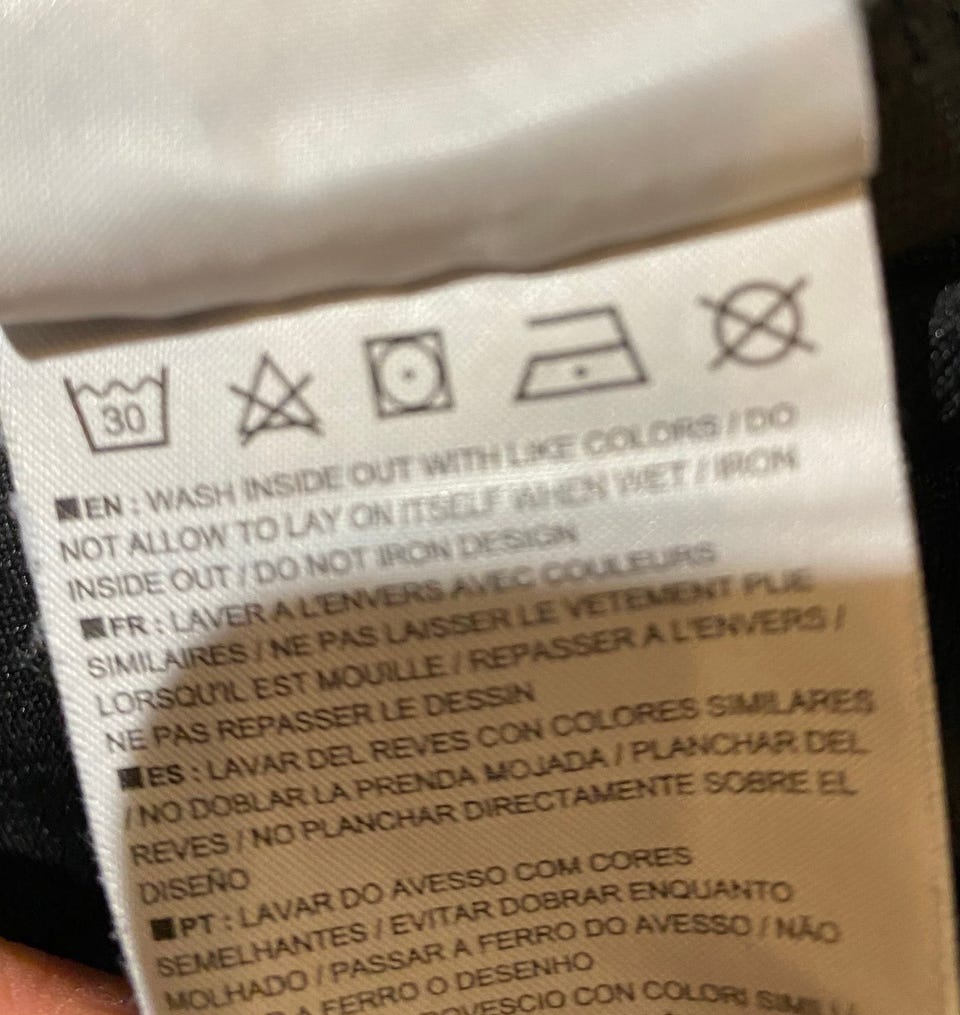 30
EN : WASH INSIDE OUT WITH LIKE COLORS / DO
NOT ALLOW TO LAY ON ITSELF WHEN WET / IRON
INSIDE OUT / DO NOT IRON DESIGN
FR : LAVER A L'ENVERS AVEC COULEURS
SIMILAIRES / NE PAS LAISSER LE VETEMENT PLIE
LORSQU'IL EST MOUILLE / REPASSER A L'ENVERS /
NE PAS REPASSER LE DESSIN
ES : LAVAR DEL REVES CON COLORES SIMILARES
/ NO DOBLAR LA PRENDA MOJADA / PLANCHAR DEL
REVES / NO PLANCHAR DIRECTAMENTE SOBRE EL
DISEÑO
PT : LAVAR DO AVESSO COM CORES
SEMELHANTES / EVITAR DOBRAR ENQUANTO
MOLHADO / PASSAR A FERRO DO AVESSO / NÃO
A FERRO O DESENHO
CON COLORI